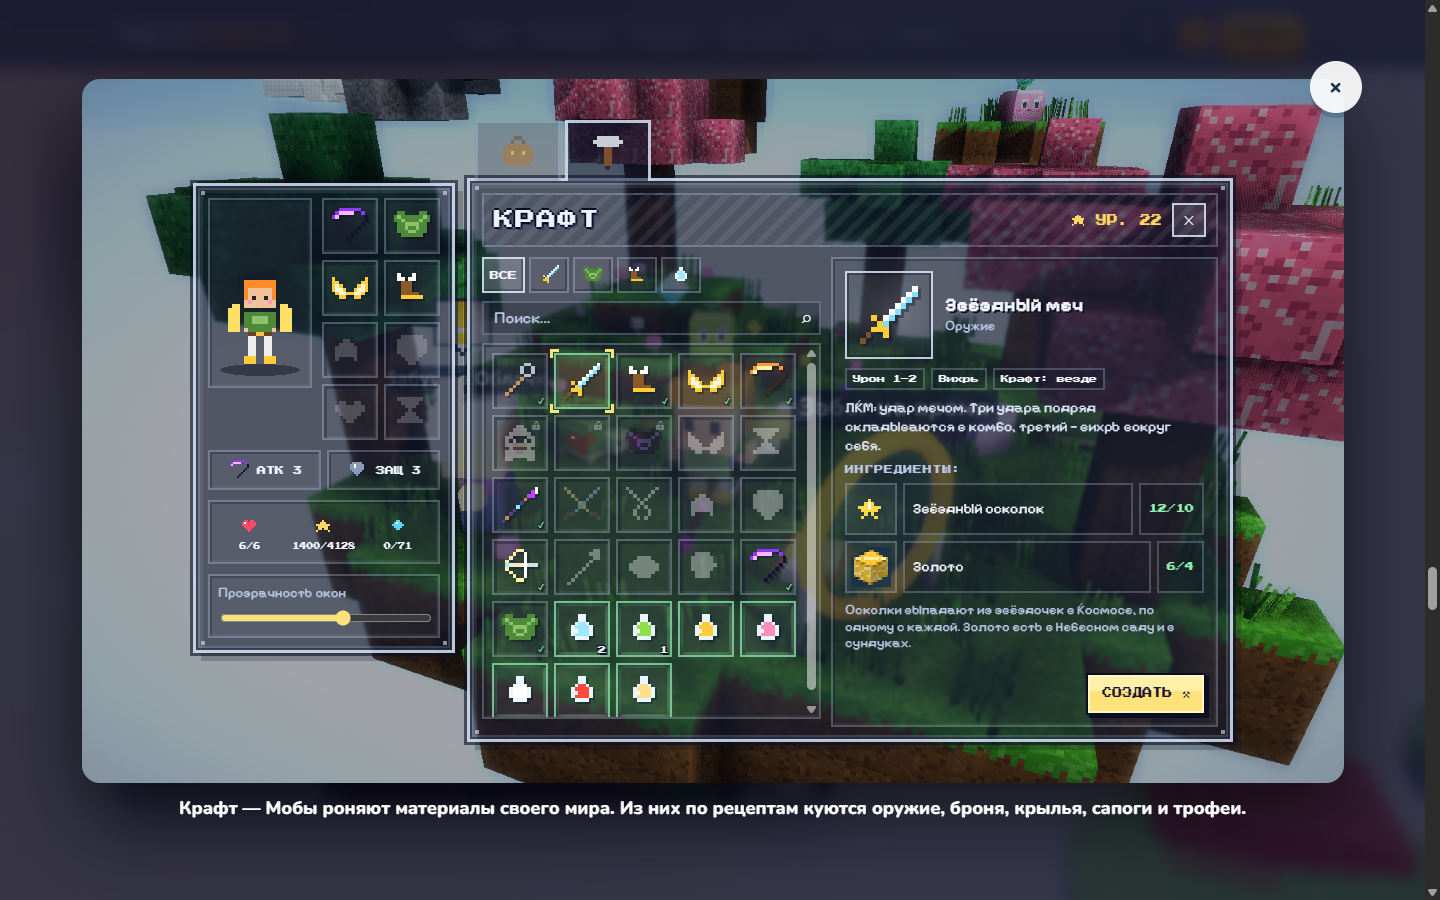 КРАФТ
УР. 22
ВСЕ
Поиск...
Звёздный меч
Оружие
Урон 1-2
Вихрь
Крафт: везде
ЛКМ: удар мечом. Три удара подряд
складываются в комбо, третий - вихрь вокруг
себя.
ИНГРЕДИЕНТЫ:
Звёздный осколок
12/10
Золото
6/4
Осколки выпадают из звёздочек в Космосе, по
одному с каждой. Золото есть в Небесном саду и в
сундуках.
СОЗДАТЬ
АТК 3
ЗАЩ 3
6/6
1400/4128
0/71
Прозрачность окон
2
1
Крафт — Мобы роняют материалы своего мира. Из них по рецептам куются оружие, броня, крылья, сапоги и трофеи.